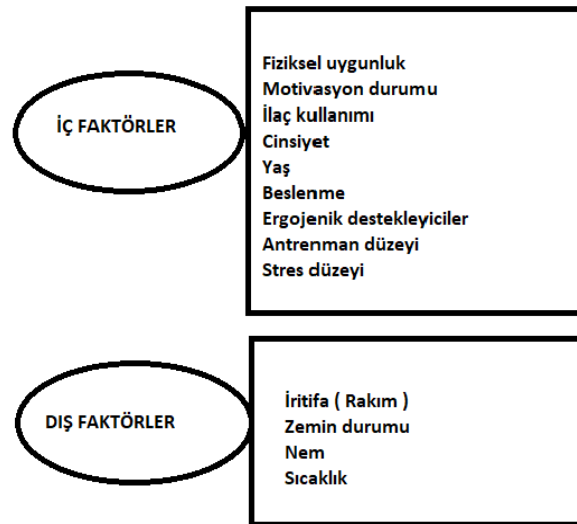 İÇ FAKTÖRLER
Fiziksel uygunluk
Motivasyon durumu
İlaç kullanımı
Cinsiyet
Yaş
Beslenme
Ergojenik destekleyiciler
Antrenman düzeyi
Stres düzeyi
DIŞ FAKTÖRLER
İritifa ( Rakım )
Zemin durumu
Nem
Sıcaklık